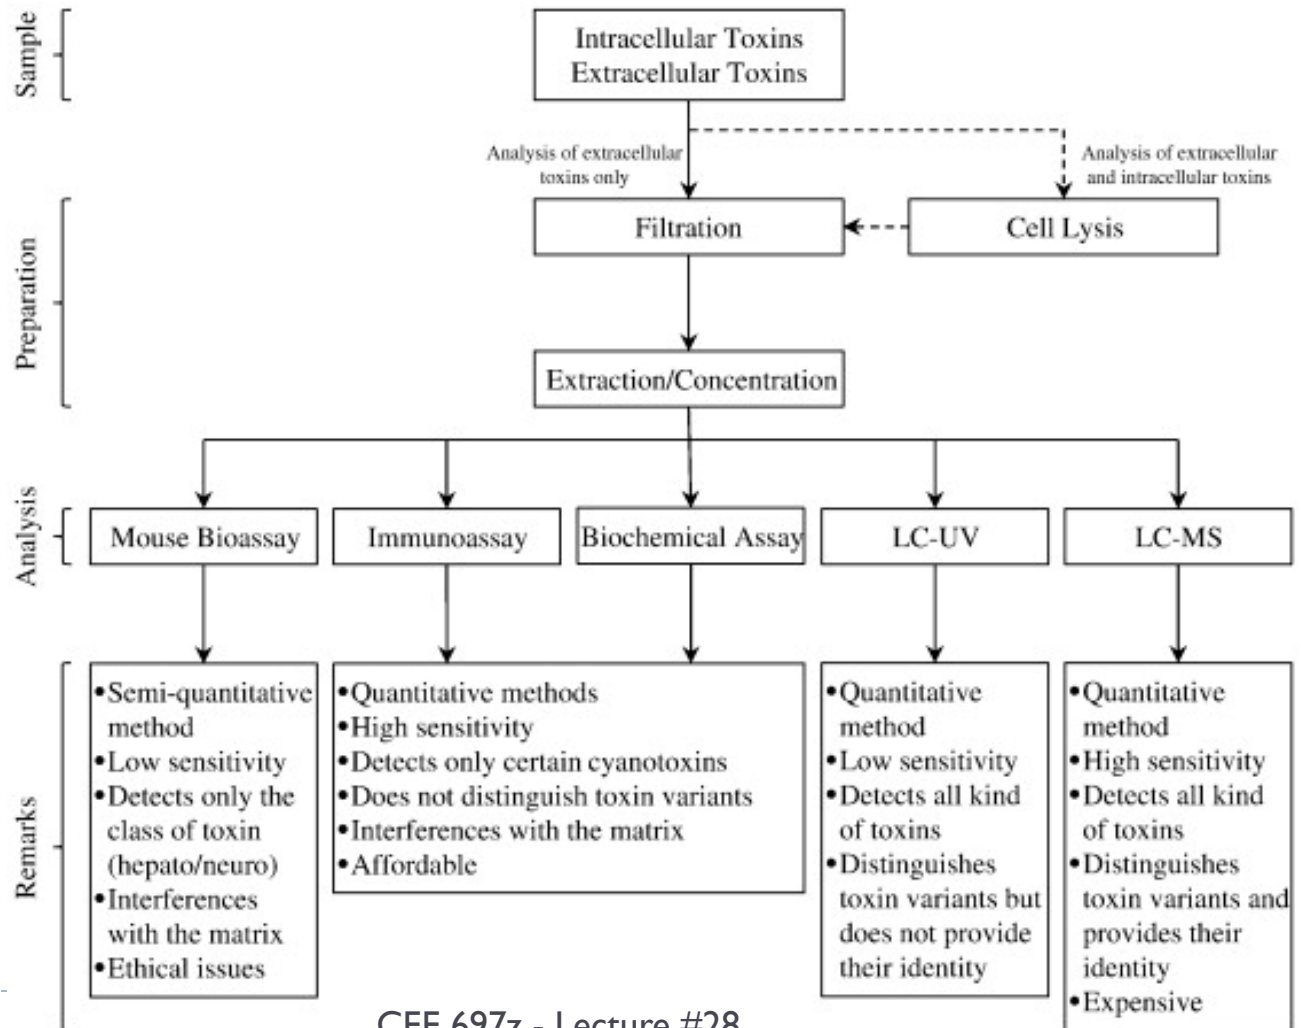 Sample
Intracellular Toxins
Extracellular Toxins
Analysis of extracellular
toxins only
Analysis of extracellular
and intracellular toxins
Preparation
Filtration
Cell Lysis
Extraction/Concentration
Analysis
Mouse Bioassay
Immunoassay
Biochemical Assay
LC-UV
LC-MS
Remarks
•Semi-quantitative
method
•Low sensitivity
•Detects only the
class of toxin
(hepato/neuro)
•Interferences
with the matrix
•Ethical issues
•Quantitative methods
•High sensitivity
•Detects only certain cyanotoxins
•Does not distinguish toxin variants
•Interferences with the matrix
•Affordable
•Quantitative
method
•Low sensitivity
•Detects all kind
of toxins
•Distinguishes
toxin variants but
does not provide
their identity
•Quantitative
method
•High sensitivity
•Detects all kind
of toxins
•Distinguishes
toxin variants and
provides their
identity
•Expensive
CEE 697z - Lecture #28